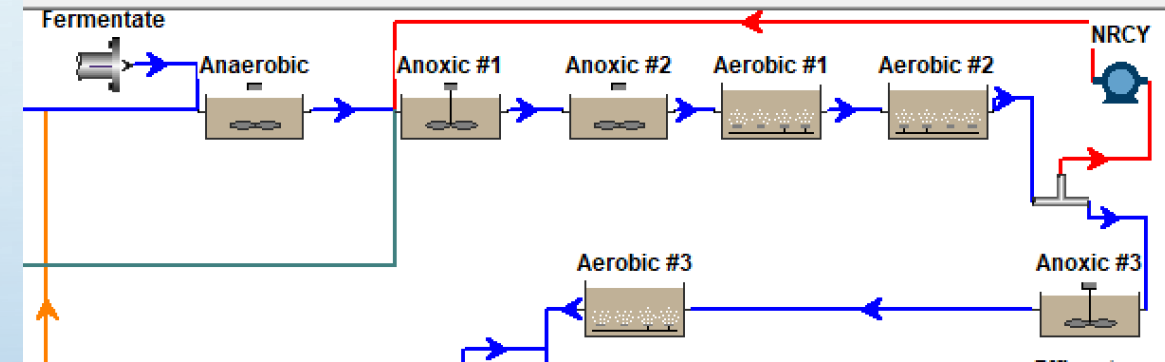 Fermentate
NRCY
Anaerobic
Anoxic #1
Anoxic #2
Aerobic #1
Aerobic #2
Aerobic #3
Anoxic #3